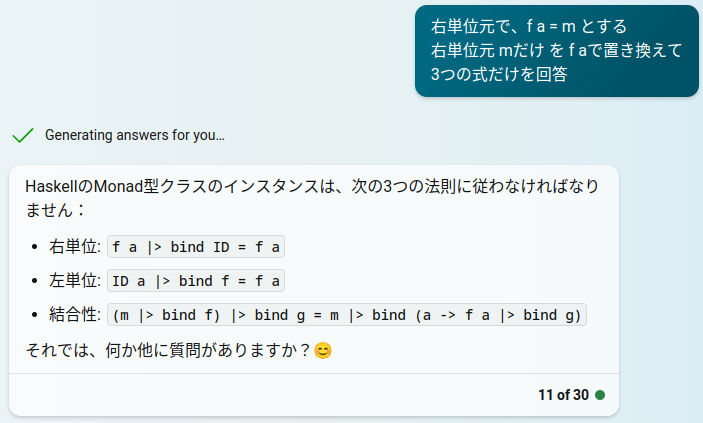 右単位元で、f a = m とする
右単位元 mだけ を f aで置き換えて
3つの式だけを回答
Generating answers for you…
HaskellのMonad型クラスのインスタンスは、次の3つの法則に従わなければなり
ません：
• 右単位: f a |> bind ID = f a
• 左単位: ID a |> bind f = f a
• 結合性: (m |> bind f) |> bind g = m |> bind (a -> f a |> bind g)
それでは、何か他に質問がありますか？😊
11 of 30